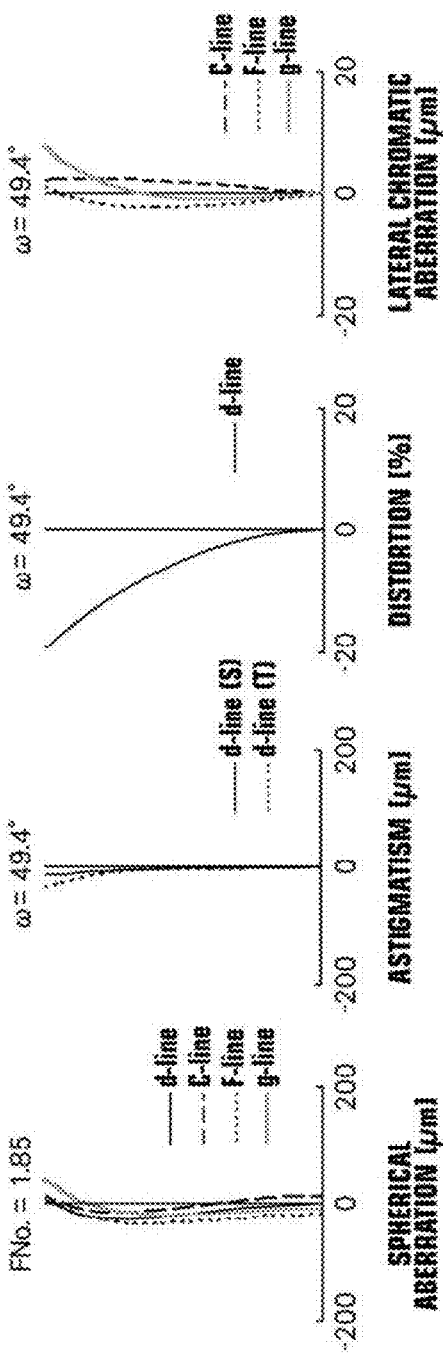 FNo. = 1.85
d-line
C-line
F-line
g-line
-200 0 200
SPHERICAL
ABERRATION [μm]
ω = 49.4°
d-line (S)
d-line (T)
-200 0 200
ASTIGMATISM [μm]
ω = 49.4°
d-line
-20 0 20
DISTORTION [%]
ω = 49.4°
C-line
F-line
g-line
-20 0 20
LATERAL CHROMATIC
ABERRATION [μm]